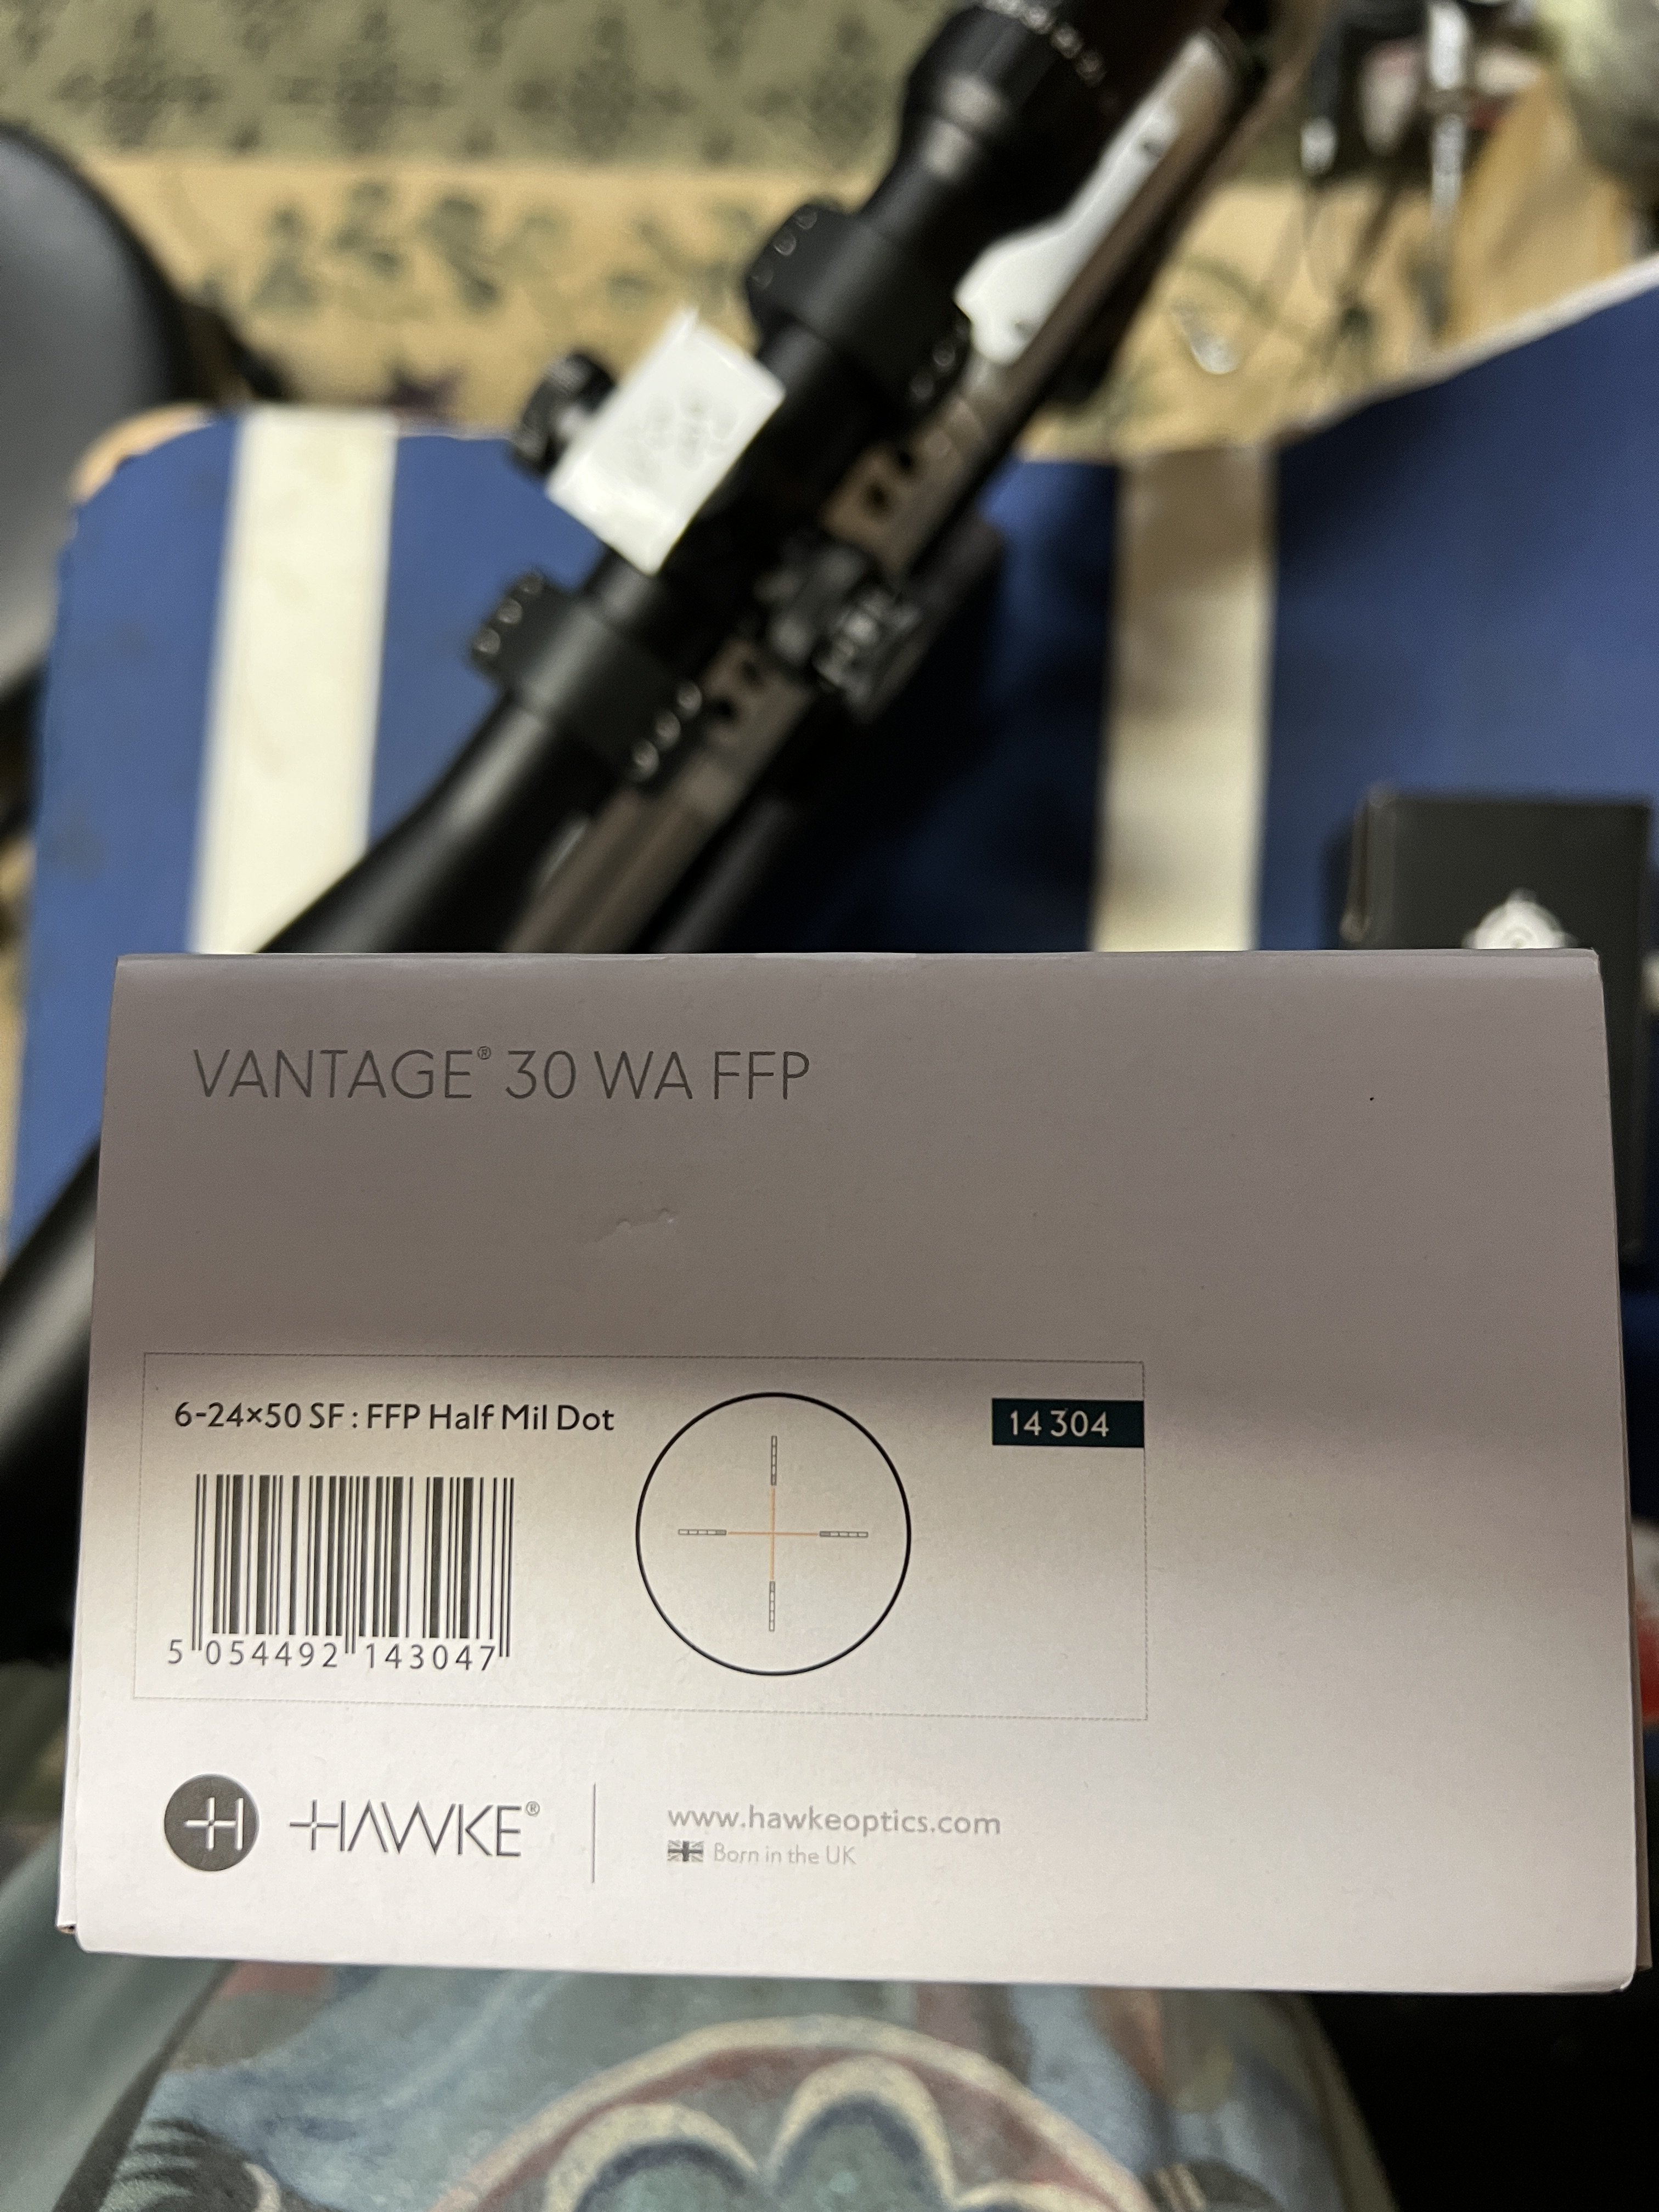 VANTAGE® 30 WA FFP
6-24×50 SF : FFP Half Mil Dot
14 304
5 054492 143047
H HAWKE®
www.hawkeoptics.com
Born in the UK